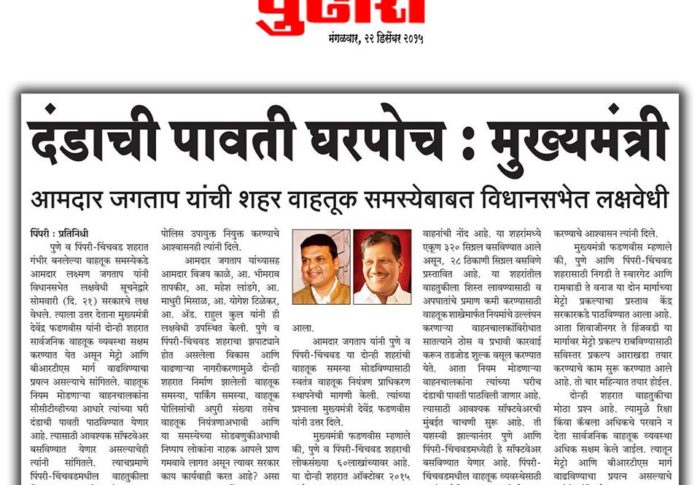 पुढारी
मंगळवार, २२ डिसेंबर २०१५
दंडाची पावती घरपोच : मुख्यमंत्री
आमदार जगताप यांची शहर वाहतूक समस्येबाबत विधानसभेत लक्षवेधी
पिंपरी : प्रतिनिधी
पुणे व पिंपरी-चिंचवड शहरात
गंभीर बनलेल्या वाहतूक समस्येकडे
आमदार लक्ष्मण जगताप यांनी
विधानसभेत लक्षवेधी सूचनेद्वारे
सोमवारी (दि. २१) सरकारचे लक्ष
वेधले. त्याला उत्तर देताना मुख्यमंत्री
देवेंद्र फडणवीस यांनी दोन्ही शहरात
सार्वजनिक वाहतूक व्यवस्था सक्षम
करण्यात येत असून मेट्रो आणि
बीआरटीएस मार्ग वाढविण्याचा
प्रयत्न असल्याचे सांगितले. वाहतूक
नियम मोडणाऱ्या वाहनचालकांना
सीसीटीव्हीच्या आधारे त्यांच्या घरी
दंडाची पावती पाठविण्यात येणार
आहे. त्यासाठी आवश्यक सॉफ्टवेअर
बसविण्यात येणार असल्याचेही
त्यांनी सांगितले. त्याचप्रमाणे
पिंपरी-चिंचवडमधील वाहतुकीला
पोलिस उपायुक्त नियुक्त करण्याचे
आश्वासनही त्यांनी दिले.
आमदार जगताप यांच्यासमवेत
आमदार विजय काळे, आ. भीमराव
तापकीर, आ. महेश लांडगे, आ.
माधुरी मिसाळ, आ. योगेश टिळेकर,
आ. अॅड. राहुल कुल यांनी ही
लक्षवेधी उपस्थित केली. पुणे व
पिंपरी-चिंचवड शहराचा झपाट्याने
होत असलेला विकास आणि
वाढणाऱ्या नागरीकरणामुळे दोन्ही
शहरात निर्माण झालेली वाहतूक
समस्या, पार्किंग समस्या, वाहतूक
पोलिसांची अपुरी संख्या तसेच
वाहतूक नियंत्रणाअभावी आणि
या समस्येच्या सोडवणुकीअभावी
निष्पाप लोकांना नाहक आपले प्राण
गमवावे लागत असून त्यावर सरकार
काय कार्यवाही करत आहे? असा
आला.
आमदार जगताप यांनी पुणे व
पिंपरी-चिंचवड या दोन्ही शहरांची
वाहतूक समस्या सोडविण्यासाठी
स्वतंत्र वाहतूक नियंत्रण प्राधिकरण
स्थापनेची मागणी केली. त्यांच्या
प्रश्नाला मुख्यमंत्री देवेंद्र फडणवीस
यांनी उत्तर दिले.
मुख्यमंत्री फडणवीस म्हणाले
की, पुणे व पिंपरी-चिंचवड शहराची
लोकसंख्या ६०लाखांच्यावर आहे.
या दोन्ही शहरात ऑक्टोबर २०१५
वाहनांची नोंद आहे. या शहरांमध्ये
एकूण ३२० सिग्नल बसविण्यात आले
असून, २८ ठिकाणी सिग्नल बसविणे
प्रस्तावित आहे. या शहरांतील
वाहतुकीला शिस्त लावण्यासाठी व
अपघातांचे प्रमाण कमी करण्यासाठी
वाहतूक शाखेमार्फत नियमांचे उल्लंघन
करणाऱ्या वाहनचालकांविरोधात
सातत्याने ठोस व प्रभावी कारवाई
करून तडजोड शुल्क वसूल करण्यात
येते. आता नियम मोडणाऱ्या
वाहनचालकांना त्यांच्या घरीच
दंडाची पावती पाठविली जाणार आहे.
त्यासाठी आवश्यक सॉफ्टवेअरची
मुंबईत चाचणी सुरू आहे. ती
यशस्वी झाल्यानंतर पुणे आणि
पिंपरी-चिंचवडमध्येही हे सॉफ्टवेअर
बसविण्यात येणार आहे. पिंपरी-
चिंचवडमधील वाहतूक नियंत्रणासाठी
करण्याचे आश्वासन त्यांनी दिले.
मुख्यमंत्री फडणवीस म्हणाले
की, पुणे आणि पिंपरी-चिंचवड
शहरासाठी निगडी ते स्वारगेट आणि
रामवाडी ते वनाज या दोन मार्गांच्या
मेट्रो प्रकल्पाचा प्रस्ताव केंद्र
सरकारकडे पाठविण्यात आला आहे.
आता शिवाजीनगर ते हिंजवडी या
मार्गावर मेट्रो प्रकल्प राबविण्यासाठी
सविस्तर प्रकल्प आराखडा तयार
करण्याचे काम सुरू करण्यात आले
आहे. तो चार महिन्यात तयार होईल.
दोन्ही शहरात वाहतुकीचा
मोठा प्रश्न आहे. त्यामुळे रिक्षा
किंवा कॅबला अधिकचे परवाने न
देता सार्वजनिक वाहतूक व्यवस्था
अधिक सक्षम केले जाईल. त्यातून
मेट्रो आणि बीआरटीएस मार्ग
वाढविण्याचा प्रयत्न असल्याचे